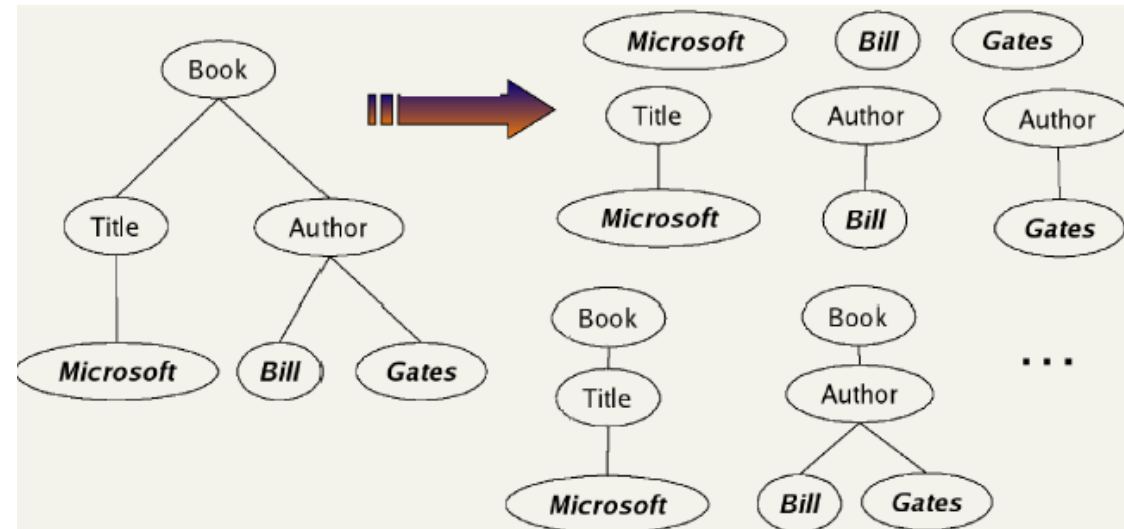 Book
Title Author
Microsoft Bill Gates
Microsoft Bill Gates
Title Author Author
Microsoft Bill Gates
Book Book
Title Author
Microsoft Bill Gates
...